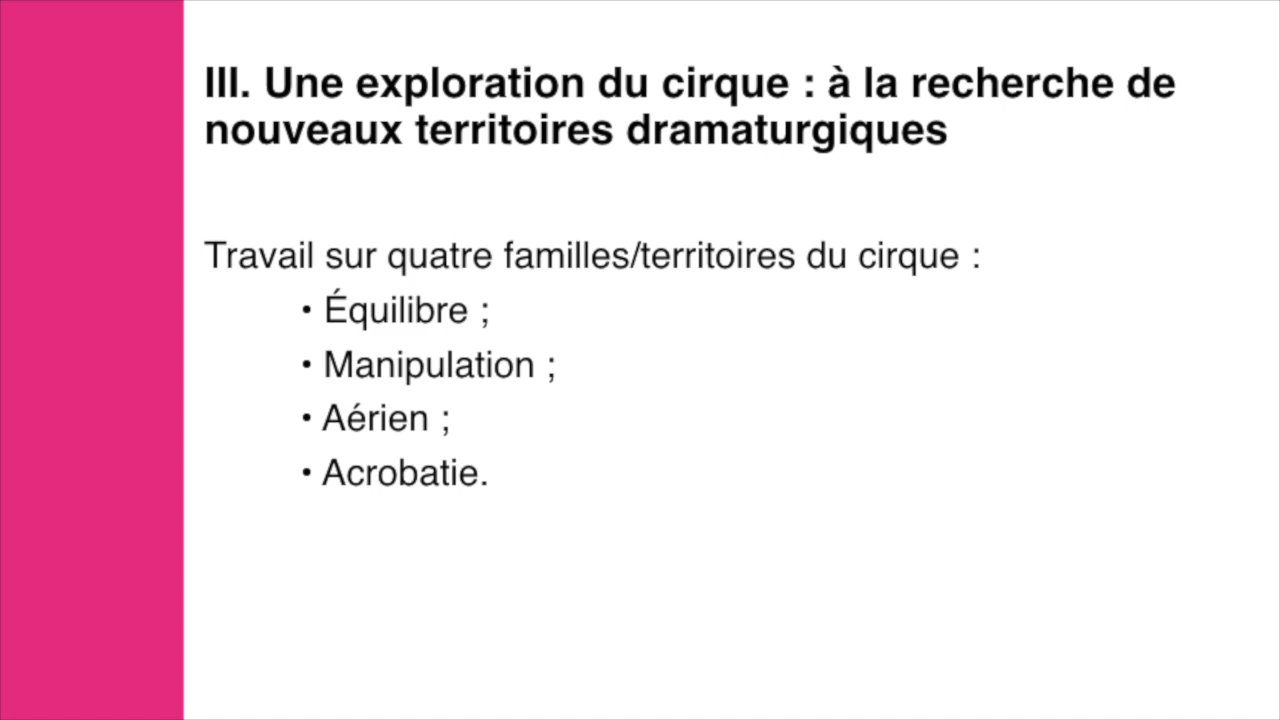 III. Une exploration du cirque : à la recherche de
nouveaux territoires dramaturgiques
Travail sur quatre familles/territoires du cirque :
• Équilibre ;
• Manipulation ;
• Aérien ;
• Acrobatie.